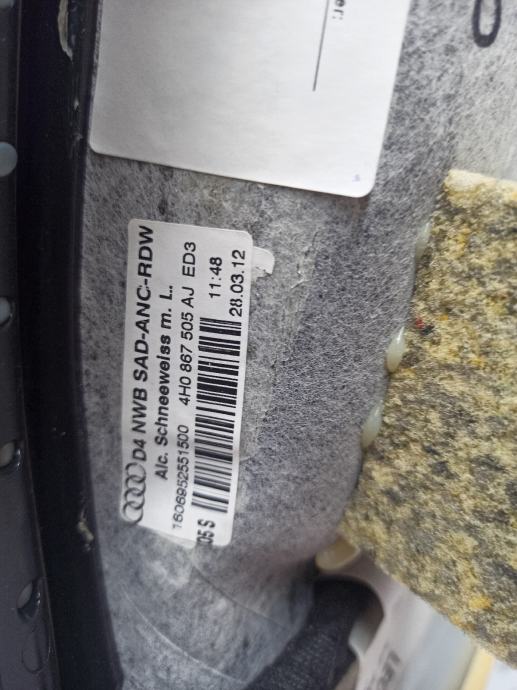 D4 NWB SAD-ANC-RDW
Alc. Schneeweiss m. L.
1606952551500 4H0 867 505 AJ ED3
11:48
28.03.12